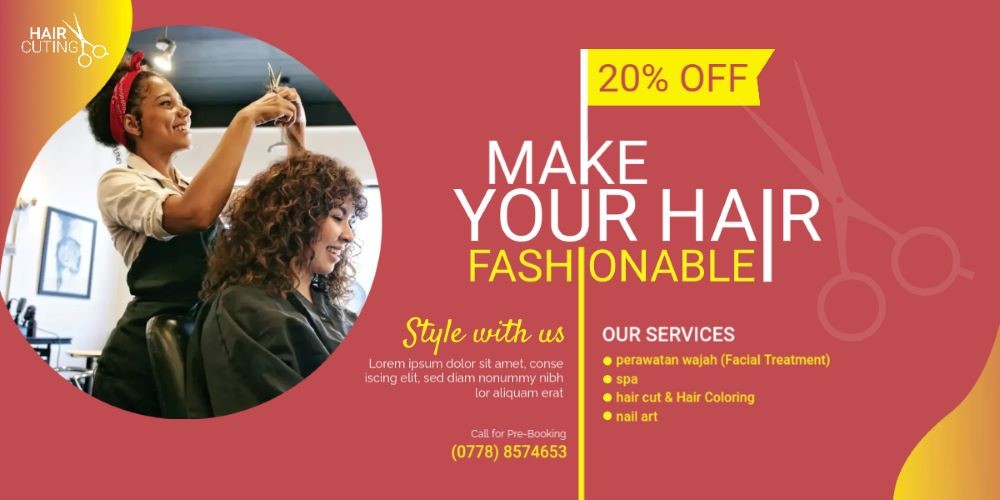 HAIR
CUTING
20% OFF
MAKE
YOUR HAIR
FASHIONABLE
Style with us
Lorem ipsum dolor sit amet, conse
iscing elit, sed diam nonummy nibh
lor aliquam erat
Call for Pre-Booking
(0778) 8574653
OUR SERVICES
perawatan wajah (Facial Treatment)
spa
hair cut & Hair Coloring
nail art